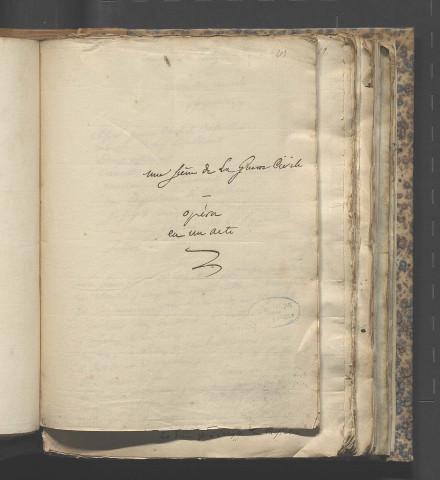 une scène de La Guerre Civile
–
opéra
en un acte